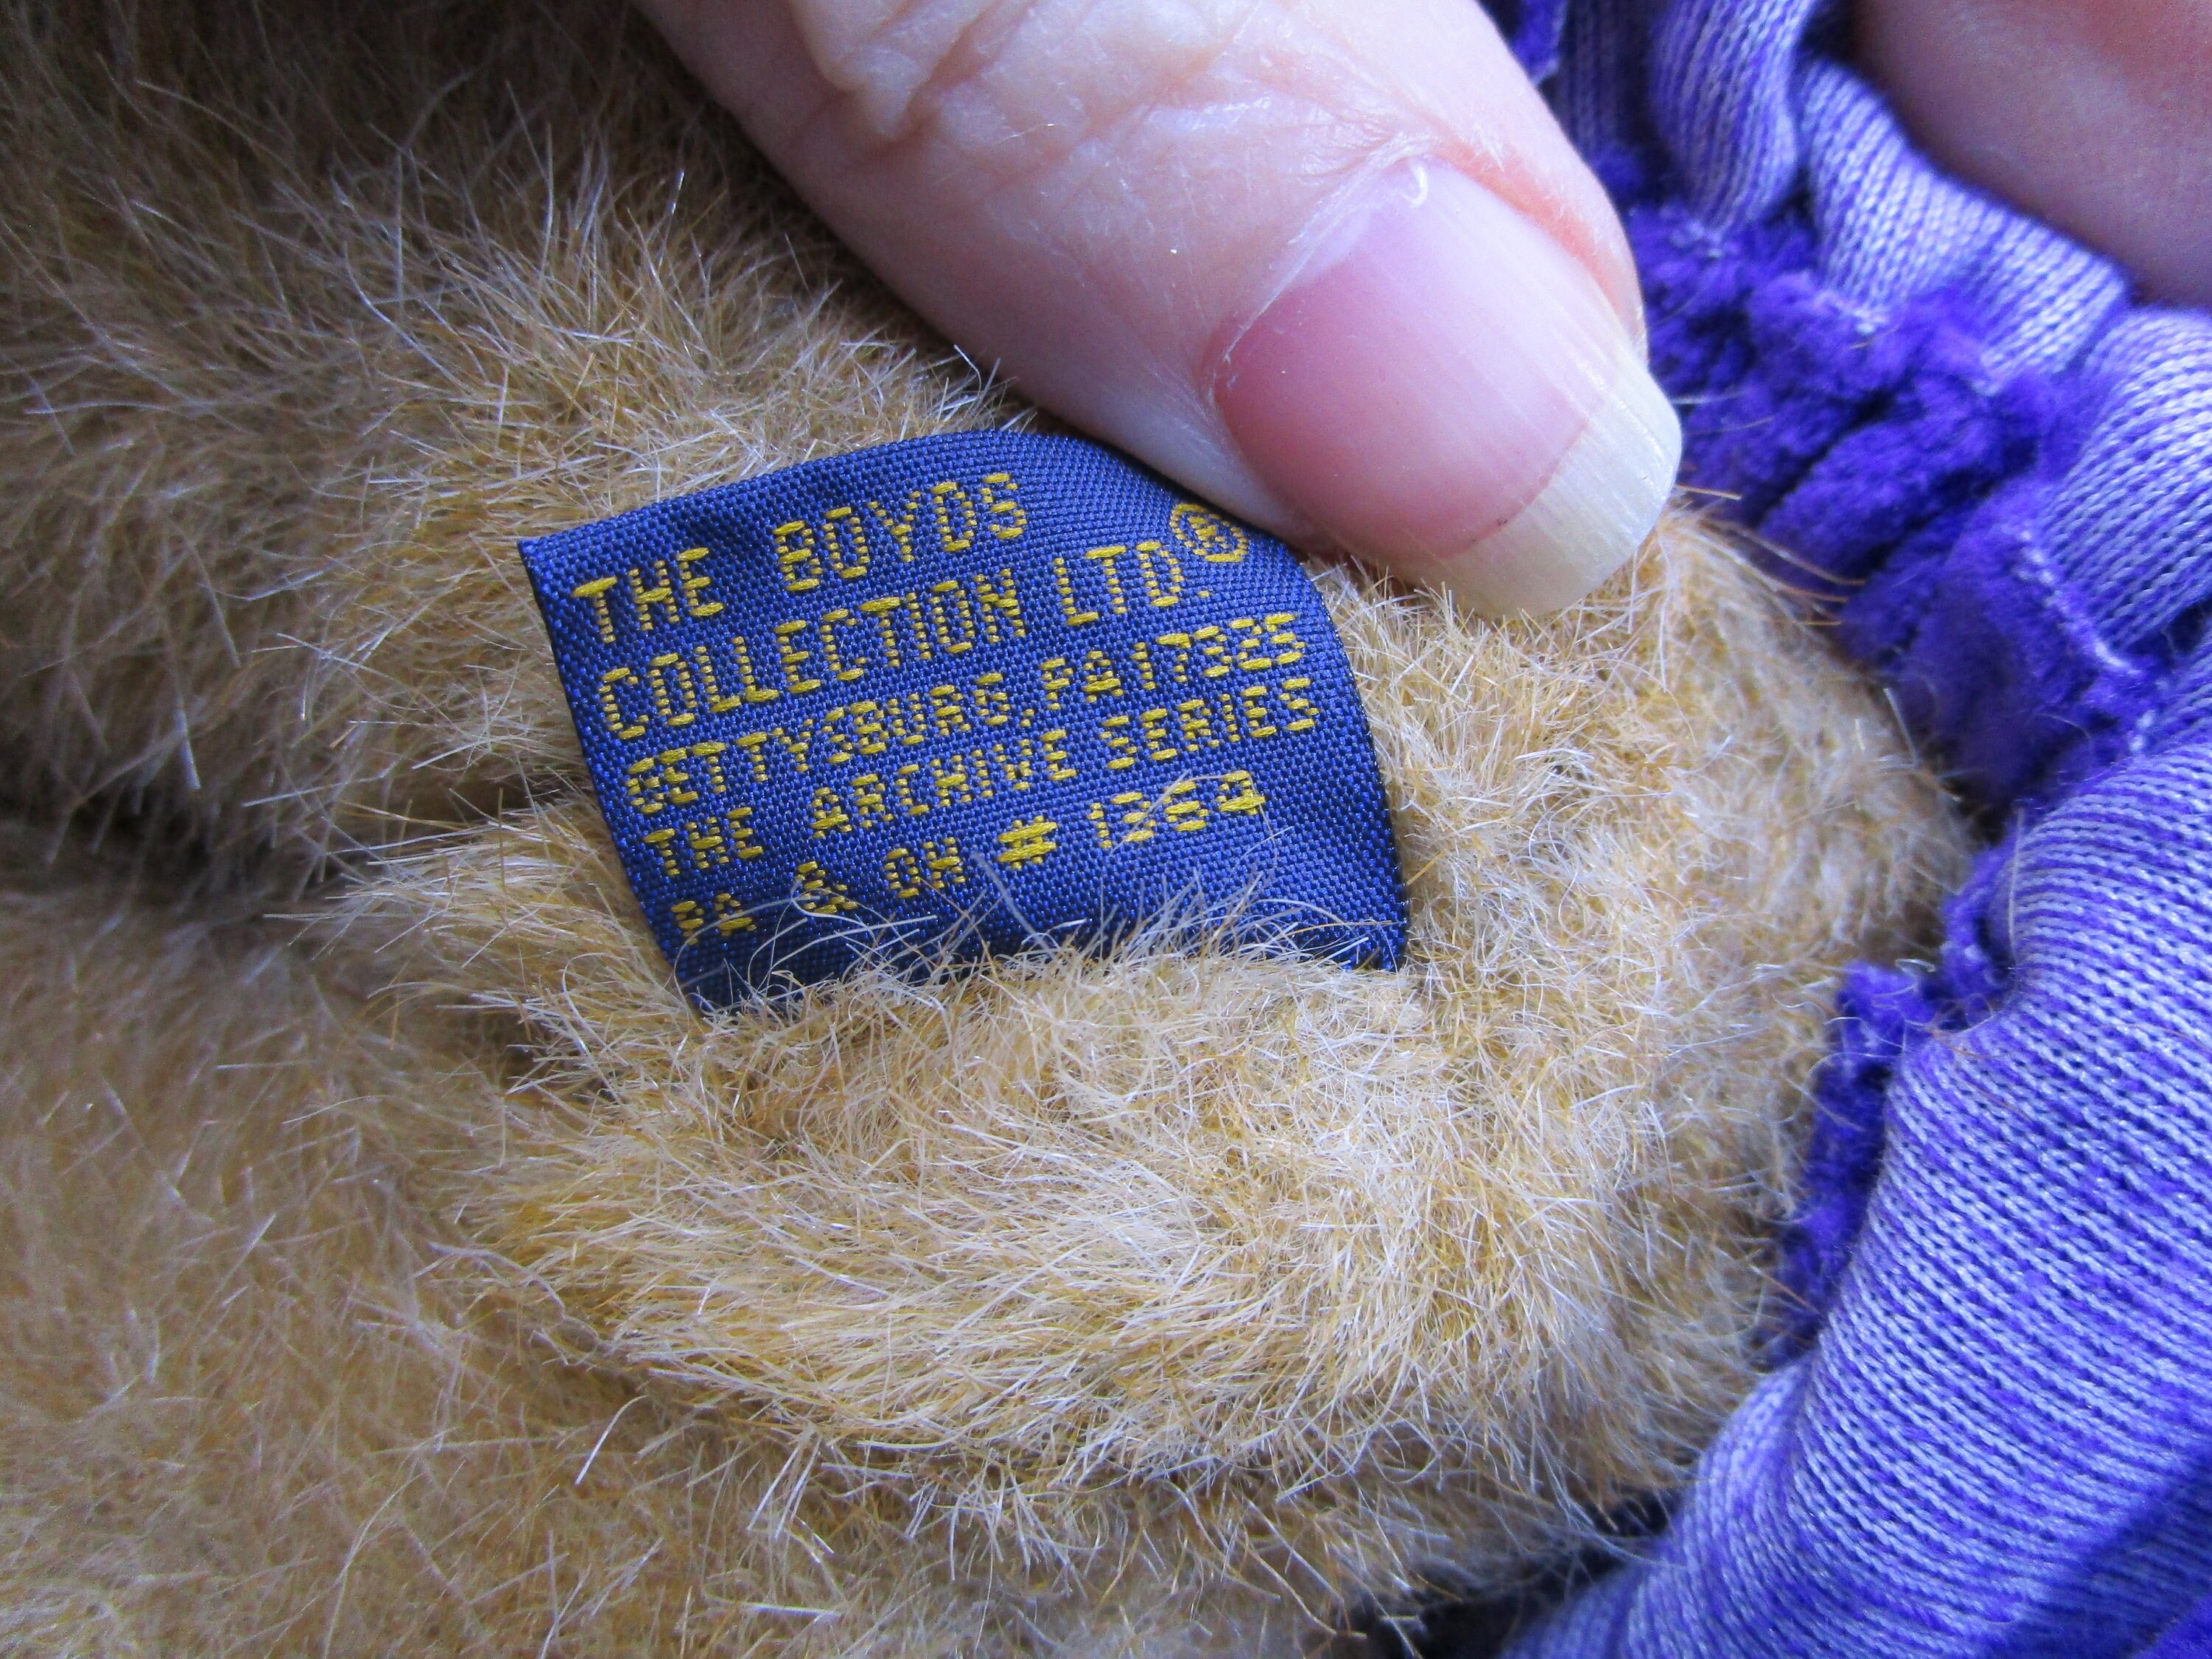 THE BOYDS
COLLECTION LTD.®
GETTYSBURG, PA 17325
THE ARCHIVE SERIES
PA & OH # 1364